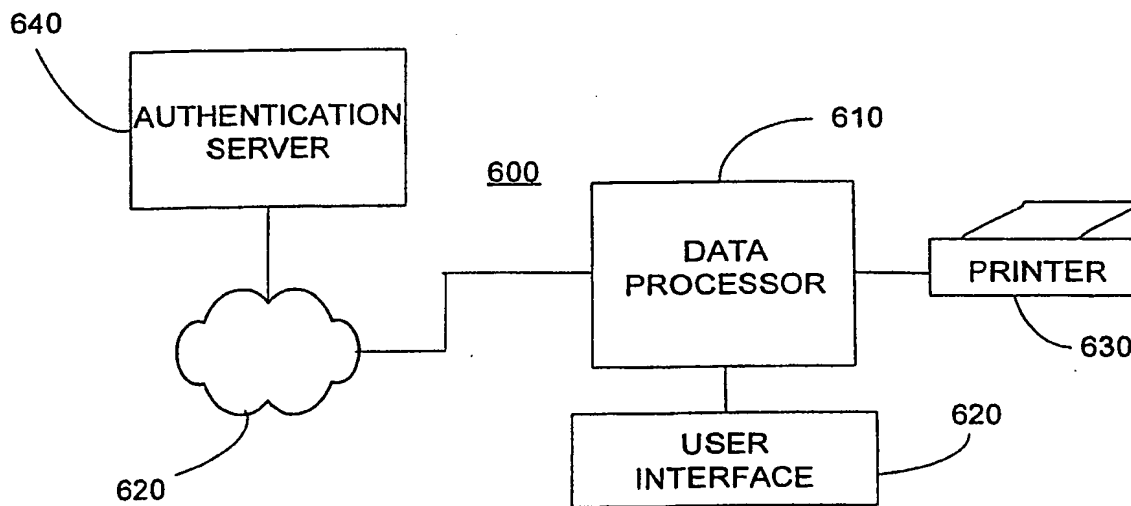 640
AUTHENTICATION
SERVER
600
610
DATA
PROCESSOR
PRINTER
630
620
USER
INTERFACE
620